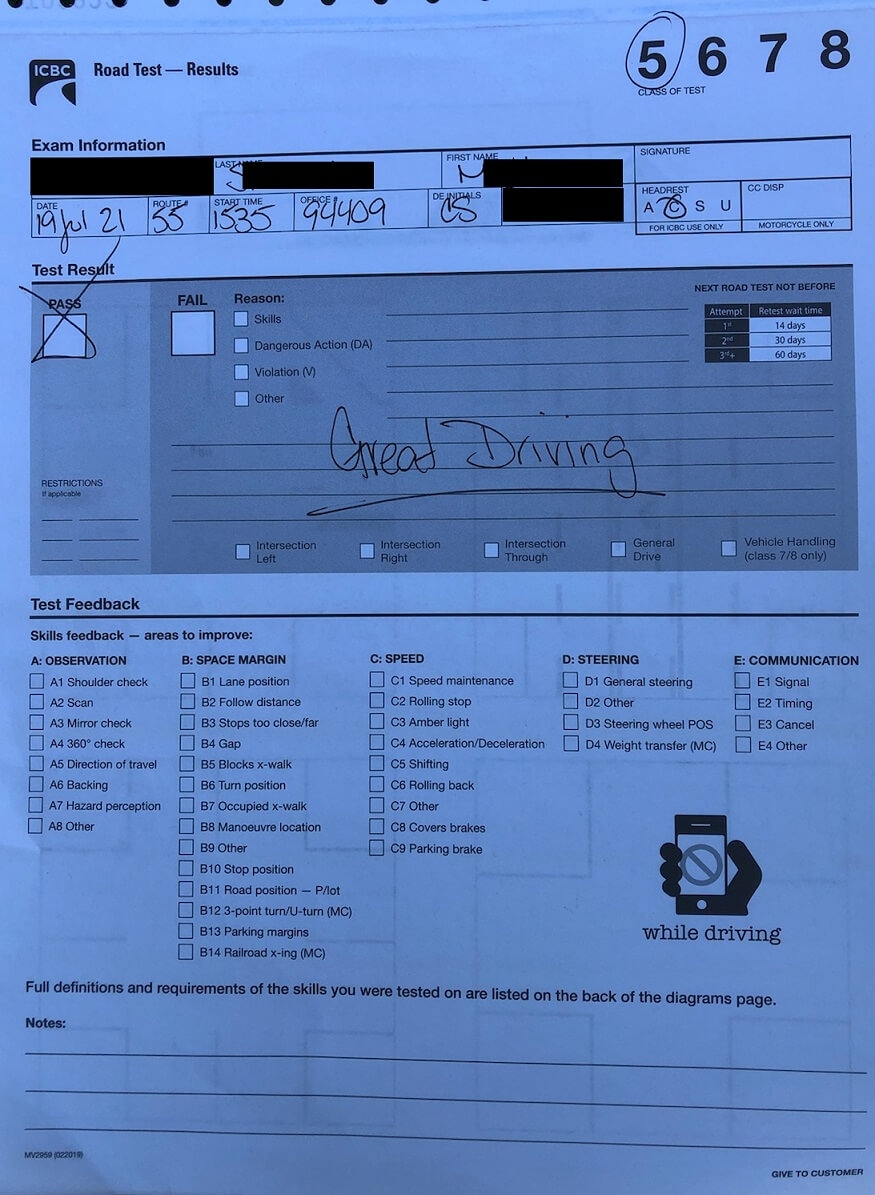 ICBC Road Test — Results
5 6 7 8
CLASS OF TEST
Exam Information
LAST NAME FIRST NAME SIGNATURE
S M
DATE ROUTE # START TIME OFFICE # DE INITIALS HEADREST CC DISP
19 Jul 21 55 1535 94409 CS A C S U
FOR ICBC USE ONLY MOTORCYCLE ONLY
Test Result
PASS
FAIL
Reason:
Skills
Dangerous Action (DA)
Violation (V)
Other
NEXT ROAD TEST NOT BEFORE
Attempt Retest wait time
1st 14 days
2nd 30 days
3rd+ 60 days
Great Driving
RESTRICTIONS
If applicable
Intersection
Left
Intersection
Right
Intersection
Through
General
Drive
Vehicle Handling
(class 7/8 only)
Test Feedback
Skills feedback — areas to improve:
A: OBSERVATION
A1 Shoulder check
A2 Scan
A3 Mirror check
A4 360° check
A5 Direction of travel
A6 Backing
A7 Hazard perception
A8 Other
B: SPACE MARGIN
B1 Lane position
B2 Follow distance
B3 Stops too close/far
B4 Gap
B5 Blocks x-walk
B6 Turn position
B7 Occupied x-walk
B8 Manoeuvre location
B9 Other
B10 Stop position
B11 Road position — P/lot
B12 3-point turn/U-turn (MC)
B13 Parking margins
B14 Railroad x-ing (MC)
C: SPEED
C1 Speed maintenance
C2 Rolling stop
C3 Amber light
C4 Acceleration/Deceleration
C5 Shifting
C6 Rolling back
C7 Other
C8 Covers brakes
C9 Parking brake
D: STEERING
D1 General steering
D2 Other
D3 Steering wheel POS
D4 Weight transfer (MC)
E: COMMUNICATION
E1 Signal
E2 Timing
E3 Cancel
E4 Other
while driving
Full definitions and requirements of the skills you were tested on are listed on the back of the diagrams page.
Notes:
MV2959 (022019)
GIVE TO CUSTOMER